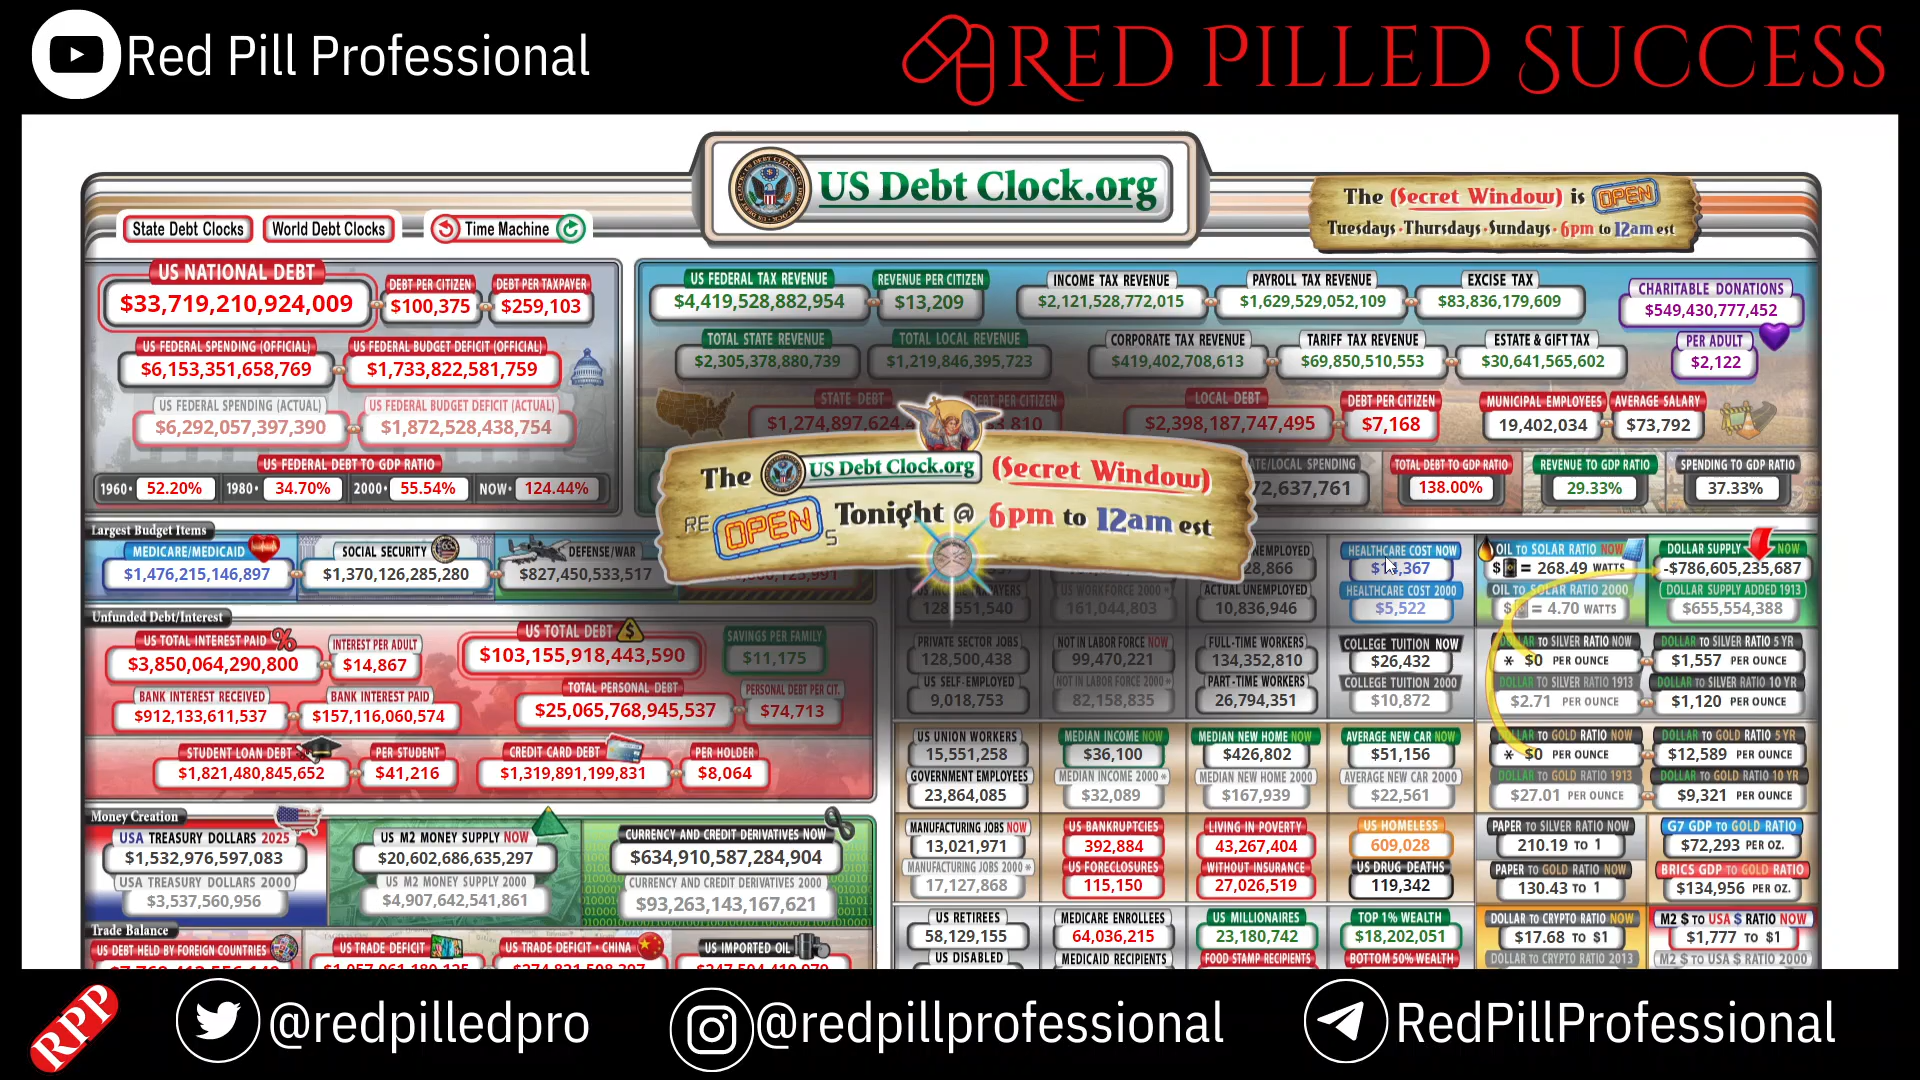 Red Pill Professional
RED PILLED SUCCESS
US Debt Clock.org
The (Secret Window) is OPEN
Tuesdays · Thursdays · Sundays · 6pm to 12am est
State Debt Clocks
World Debt Clocks
Time Machine
US NATIONAL DEBT
$33,719,210,924,009
DEBT PER CITIZEN
$100,375
DEBT PER TAXPAYER
$259,103
US FEDERAL SPENDING (OFFICIAL)
$6,153,351,658,769
US FEDERAL BUDGET DEFICIT (OFFICIAL)
$1,733,822,581,759
US FEDERAL SPENDING (ACTUAL)
$6,292,057,397,390
US FEDERAL BUDGET DEFICIT (ACTUAL)
$1,872,528,438,754
US FEDERAL DEBT TO GDP RATIO
1960· 52.20%
1980· 34.70%
2000· 55.54%
NOW· 124.44%
US FEDERAL TAX REVENUE
$4,419,528,882,954
REVENUE PER CITIZEN
$13,209
INCOME TAX REVENUE
$2,121,528,772,015
PAYROLL TAX REVENUE
$1,629,529,052,109
EXCISE TAX
$83,836,179,609
CHARITABLE DONATIONS
$549,430,777,452
TOTAL STATE REVENUE
$2,305,378,880,739
TOTAL LOCAL REVENUE
$1,219,846,395,723
CORPORATE TAX REVENUE
$419,402,708,613
TARIFF TAX REVENUE
$69,850,510,553
ESTATE & GIFT TAX
$30,641,565,602
PER ADULT
$2,122
STATE DEBT
$1,274,897,624,
DEBT PER CITIZEN
810
LOCAL DEBT
$2,398,187,747,495
DEBT PER CITIZEN
$7,168
MUNICIPAL EMPLOYEES
19,402,034
AVERAGE SALARY
$73,792
The US Debt Clock.org (Secret Window)
RE OPEN S Tonight @ 6pm to 12am est
/LOCAL SPENDING
2,637,761
TOTAL DEBT TO GDP RATIO
138.00%
REVENUE TO GDP RATIO
29.33%
SPENDING TO GDP RATIO
37.33%
Largest Budget Items
MEDICARE/MEDICAID
$1,476,215,146,897
SOCIAL SECURITY
$1,370,126,285,280
DEFENSE/WAR
$827,450,533,517
Unfunded Debt/Interest
US TOTAL INTEREST PAID
$3,850,064,290,800
INTEREST PER ADULT
$14,867
US TOTAL DEBT
$103,155,918,443,590
SAVINGS PER FAMILY
$11,175
BANK INTEREST RECEIVED
$912,133,611,537
BANK INTEREST PAID
$157,116,060,574
TOTAL PERSONAL DEBT
$25,065,768,945,537
PERSONAL DEBT PER CIT.
$74,713
STUDENT LOAN DEBT
$1,821,480,845,652
PER STUDENT
$41,216
CREDIT CARD DEBT
$1,319,891,199,831
PER HOLDER
$8,064
Money Creation
USA TREASURY DOLLARS 2025
$1,532,976,597,083
USA TREASURY DOLLARS 2000
$3,537,560,956
US M2 MONEY SUPPLY NOW
$20,602,686,635,297
US M2 MONEY SUPPLY 2000
$4,907,642,541,861
CURRENCY AND CREDIT DERIVATIVES NOW
$634,910,587,284,904
CURRENCY AND CREDIT DERIVATIVES 2000
$93,263,143,167,621
Trade Balance
US DEBT HELD BY FOREIGN COUNTRIES
US TRADE DEFICIT
US TRADE DEFICIT · CHINA
US IMPORTED OIL
128,551,540
US WORKFORCE 2000
161,044,803
ACTUAL UNEMPLOYED
10,836,946
HEALTHCARE COST NOW
HEALTHCARE COST 2000
$5,522
OIL TO SOLAR RATIO NOW
$ = 268.49 WATTS
OIL TO SOLAR RATIO 2000
$ = 4.70 WATTS
DOLLAR SUPPLY NOW
-$786,605,235,687
DOLLAR SUPPLY ADDED 1913
$655,554,388
PRIVATE SECTOR JOBS
128,500,438
NOT IN LABOR FORCE NOW
99,470,221
FULL-TIME WORKERS
134,352,810
COLLEGE TUITION NOW
$26,432
DOLLAR TO SILVER RATIO NOW
* $0 PER OUNCE
DOLLAR TO SILVER RATIO 5 YR
$1,557 PER OUNCE
US SELF-EMPLOYED
9,018,753
NOT IN LABOR FORCE 2000 *
82,158,835
PART-TIME WORKERS
26,794,351
COLLEGE TUITION 2000
$10,872
DOLLAR TO SILVER RATIO 1913
$2.71 PER OUNCE
DOLLAR TO SILVER RATIO 10 YR
$1,120 PER OUNCE
US UNION WORKERS
15,551,258
MEDIAN INCOME NOW
$36,100
MEDIAN NEW HOME NOW
$426,802
AVERAGE NEW CAR NOW
$51,156
DOLLAR TO GOLD RATIO NOW
* $0 PER OUNCE
DOLLAR TO GOLD RATIO 5 YR
$12,589 PER OUNCE
GOVERNMENT EMPLOYEES
23,864,085
MEDIAN INCOME 2000 *
$32,089
MEDIAN NEW HOME 2000
$167,939
AVERAGE NEW CAR 2000
$22,561
DOLLAR TO GOLD RATIO 1913
$27.01 PER OUNCE
DOLLAR TO GOLD RATIO 10 YR
$9,321 PER OUNCE
MANUFACTURING JOBS NOW
13,021,971
US BANKRUPTCIES
392,884
LIVING IN POVERTY
43,267,404
US HOMELESS
609,028
PAPER TO SILVER RATIO NOW
210.19 TO 1
G7 GDP TO GOLD RATIO
$72,293 PER OZ.
MANUFACTURING JOBS 2000 *
17,127,868
US FORECLOSURES
115,150
WITHOUT INSURANCE
27,026,519
US DRUG DEATHS
119,342
PAPER TO GOLD RATIO NOW
130.43 TO 1
BRICS GDP TO GOLD RATIO
$134,956 PER OZ.
US RETIREES
58,129,155
MEDICARE ENROLLEES
64,036,215
US MILLIONAIRES
23,180,742
TOP 1% WEALTH
$18,202,051
DOLLAR TO CRYPTO RATIO NOW
$17.68 TO $1
M2 $ TO USA $ RATIO NOW
$1,777 TO $1
US DISABLED
MEDICAID RECIPIENTS
FOOD STAMP RECIPIENTS
BOTTOM 50% WEALTH
DOLLAR TO CRYPTO RATIO 2013
M2 $ TO USA $ RATIO 2000
RPP
@redpilledpro
@redpillprofessional
RedPillProfessional